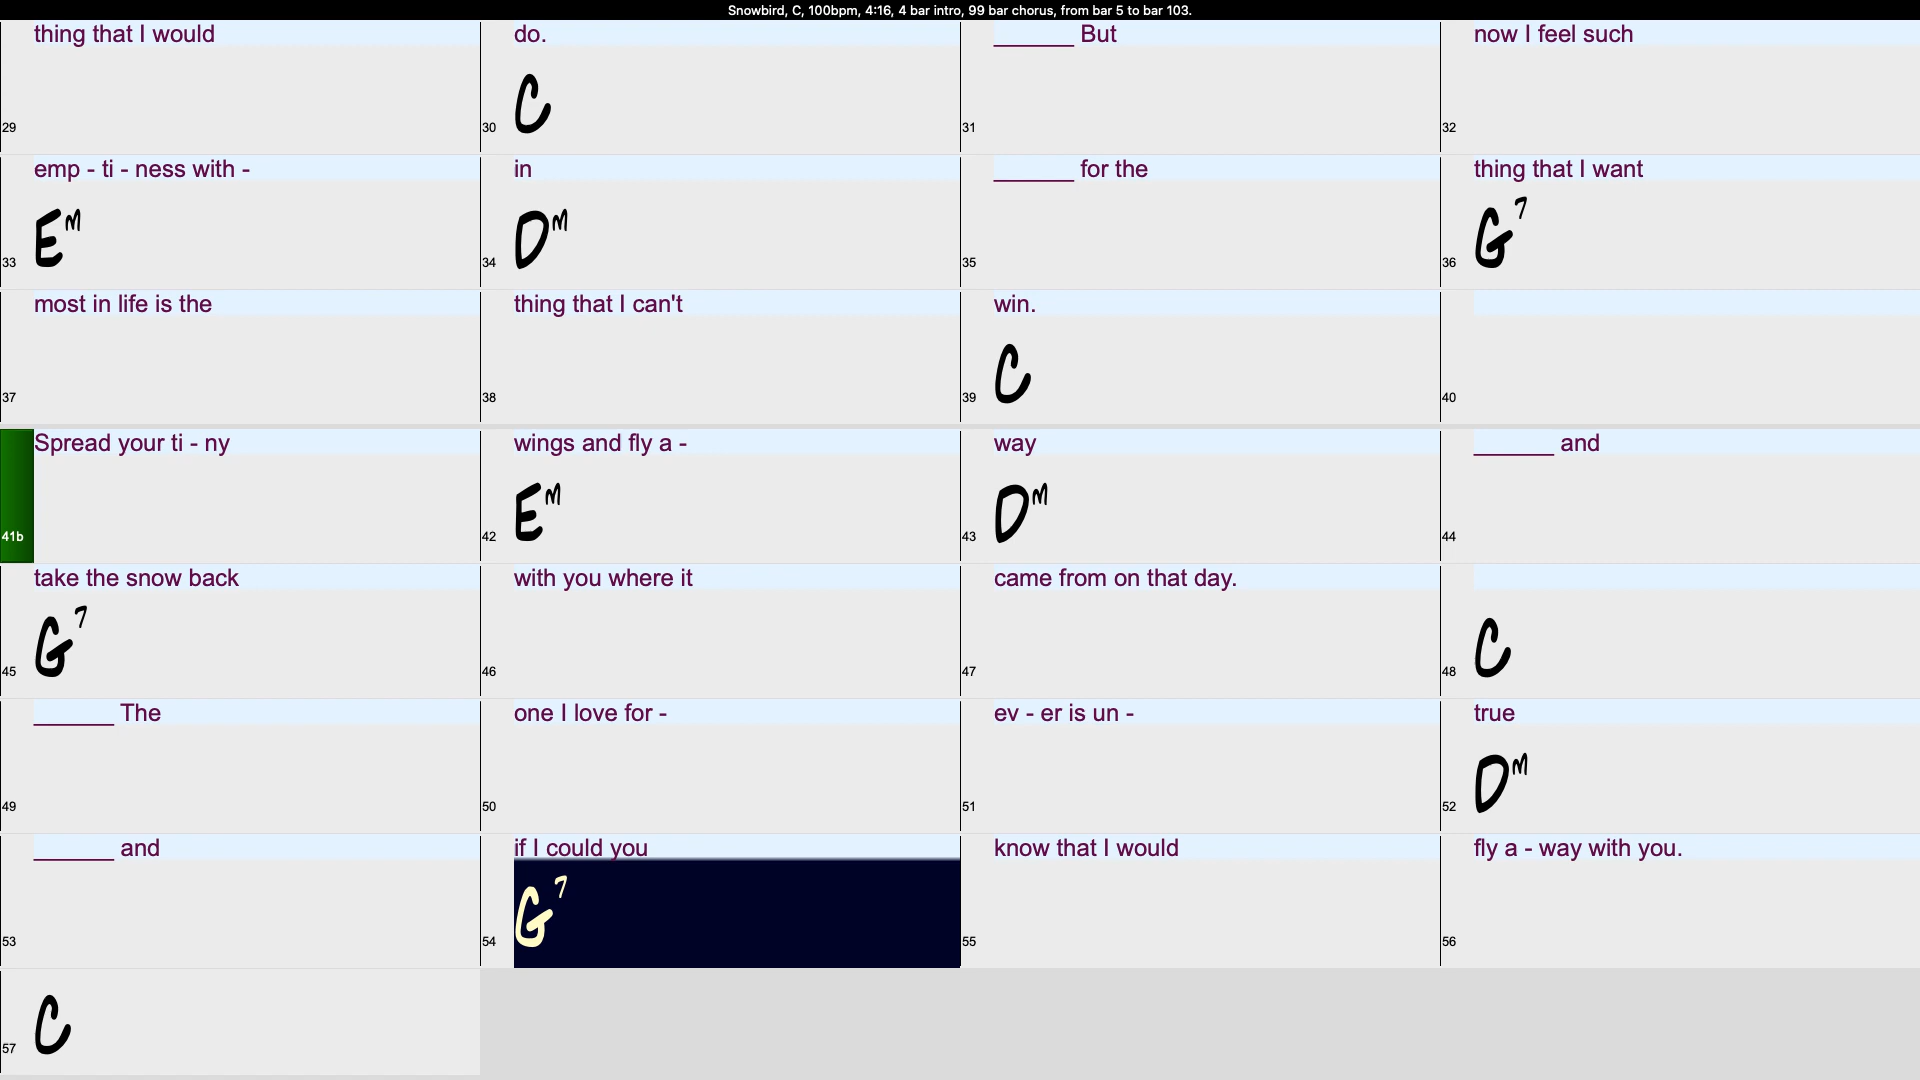 Snowbird, C, 100bpm, 4:16, 4 bar intro, 99 bar chorus, from bar 5 to bar 103.
thing that I would
do.
______ But
now I feel such
C
29
30
31
32
emp - ti - ness with -
in
______ for the
thing that I want
Em
Dm
G7
33
34
35
36
most in life is the
thing that I can't
win.
C
37
38
39
40
Spread your ti - ny
wings and fly a -
way
______ and
Em
Dm
41b
42
43
44
take the snow back
with you where it
came from on that day.
G7
C
45
46
47
48
______ The
one I love for -
ev - er is un -
true
Dm
49
50
51
52
______ and
if I could you
know that I would
fly a - way with you.
G7
53
54
55
56
C
57